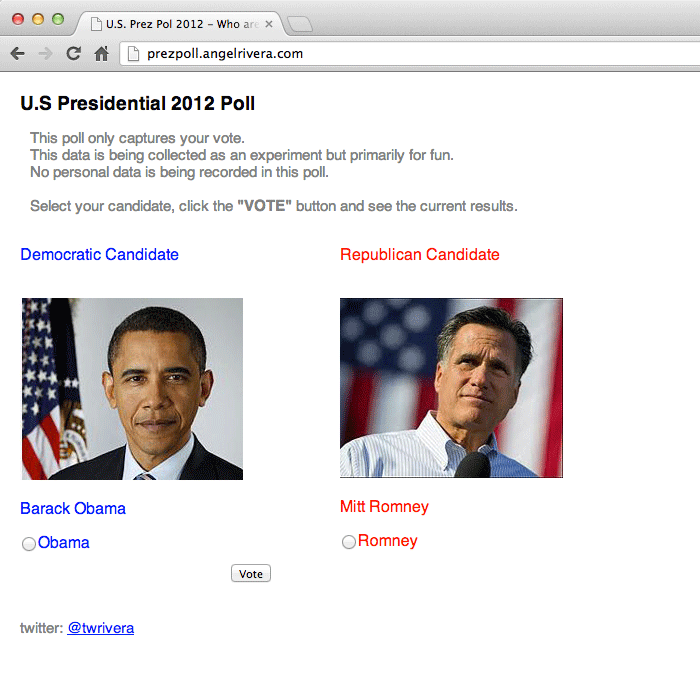 U.S. Prez Pol 2012 – Who are
prezpoll.angelrivera.com
U.S Presidential 2012 Poll
This poll only captures your vote.
This data is being collected as an experiment but primarily for fun.
No personal data is being recorded in this poll.
Select your candidate, click the "VOTE" button and see the current results.
Democratic Candidate
Republican Candidate
Barack Obama
Mitt Romney
Obama
Romney
Vote
twitter: @twrivera